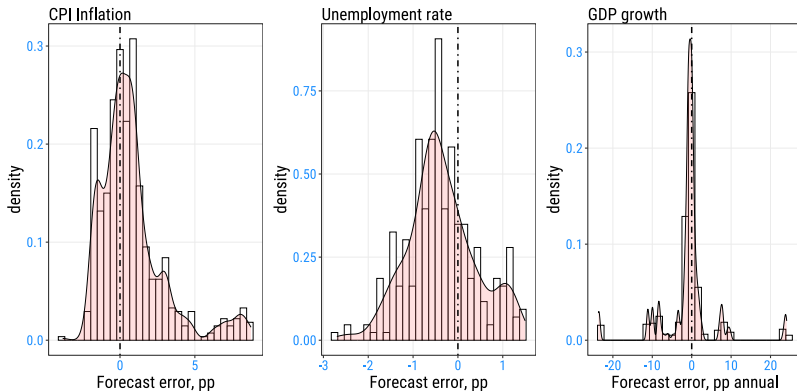 CPI Inflation
Unemployment rate
GDP growth
density
0.3
0.2
0.1
0.0
0
5
Forecast error, pp
density
0.75
0.50
0.25
0.00
-3
-2
-1
0
1
Forecast error, pp
density
0.3
0.2
0.1
0.0
-20
-10
0
10
20
Forecast error, pp annual